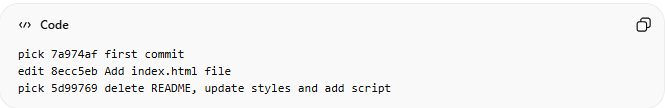 Code
pick 7a974af first commit
edit 8ecc5eb Add index.html file
pick 5d99769 delete README, update styles and add script